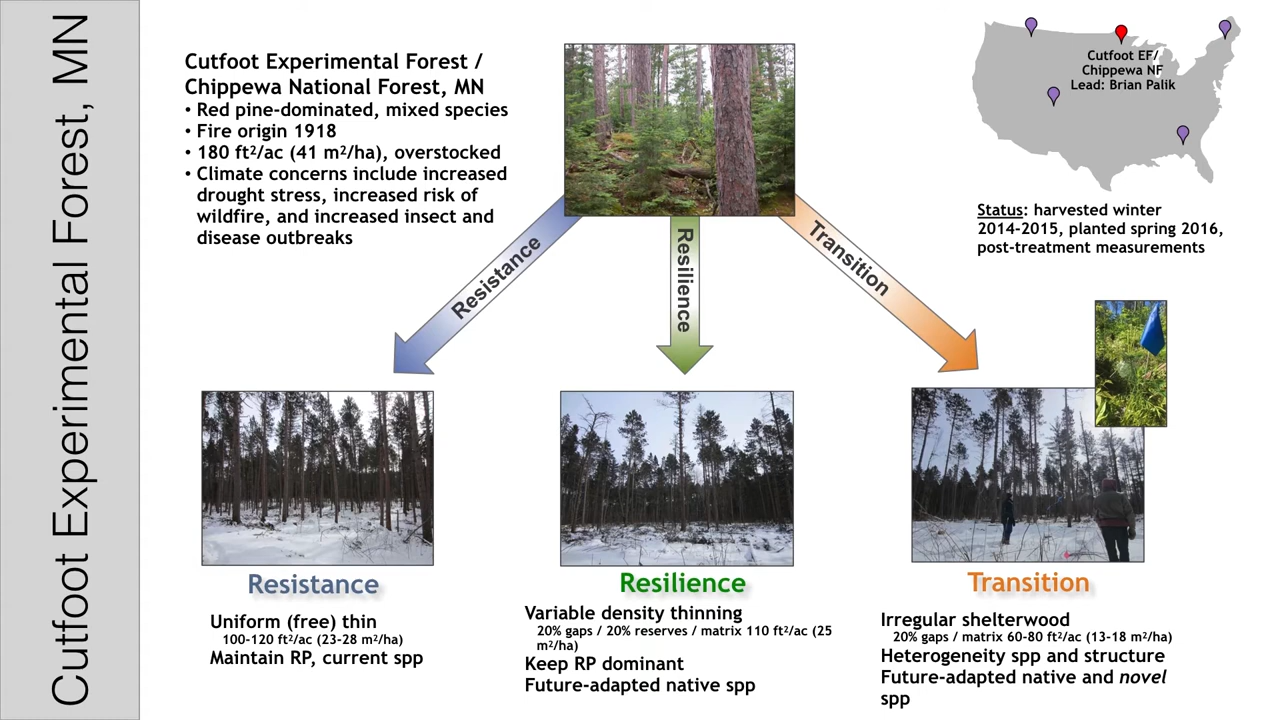 Cutfoot Experimental Forest, MN
Cutfoot Experimental Forest /
Chippewa National Forest, MN
• Red pine-dominated, mixed species
• Fire origin 1918
• 180 ft²/ac (41 m²/ha), overstocked
• Climate concerns include increased
drought stress, increased risk of
wildfire, and increased insect and
disease outbreaks
Cutfoot EF/
Chippewa NF
Lead: Brian Palik
Status: harvested winter
2014-2015, planted spring 2016,
post-treatment measurements
Resistance
Resilience
Transition
Resistance
Uniform (free) thin
100-120 ft²/ac (23-28 m²/ha)
Maintain RP, current spp
Resilience
Variable density thinning
20% gaps / 20% reserves / matrix 110 ft²/ac (25
m²/ha)
Keep RP dominant
Future-adapted native spp
Transition
Irregular shelterwood
20% gaps / matrix 60-80 ft²/ac (13-18 m²/ha)
Heterogeneity spp and structure
Future-adapted native and novel
spp